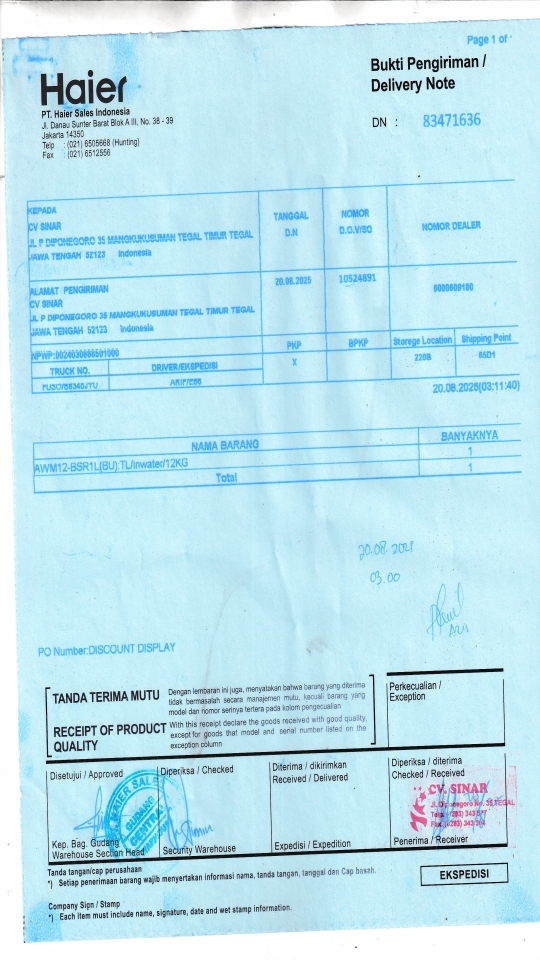 Page 1 of
Haier
PT. Haier Sales Indonesia
Jl. Danau Sunter Barat Blok A III, No. 38 - 39
Jakarta 14350
Telp : (021) 6505668 (Hunting)
Fax : (021) 6512556
Bukti Pengiriman /
Delivery Note
DN : 83471636
KEPADA
CV SINAR
JL P DIPONEGORO 35 MANGKUKUSUMAN TEGAL TIMUR TEGAL
JAWA TENGAH 52123 Indonesia
TANGGAL
D.N
NOMOR
D.O.V/SO
NOMOR DEALER
ALAMAT PENGIRIMAN
CV SINAR
JL P DIPONEGORO 35 MANGKUKUSUMAN TEGAL TIMUR TEGAL
JAWA TENGAH 52123 Indonesia
20.08.2025
10524891
PKP
BPKP
Storege Location
Shipping Point
X
220B
85D1
TRUCK NO.
DRIVER/EKSPEDISI
20.08.2025(03:11:40)
NAMA BARANG
BANYAKNYA
AWM12-BSR1L(BU):TL/Inwater/12KG
1
Total
1
03.00
PO Number:DISCOUNT DISPLAY
TANDA TERIMA MUTU
Dengan lembaran ini juga, menyatakan bahwa barang yang diterima
tidak bermasalah secara manajemen mutu, kecuali barang yang
model dan nomor serinya tertera pada kolom pengecualian
RECEIPT OF PRODUCT
QUALITY
With this receipt declare the goods received with good quality,
except for goods that model and serial number listed on the
exception column
Perkecualian /
Exception
Disetujui / Approved
Diperiksa / Checked
Diterima / dikirimkan
Received / Delivered
Diperiksa / diterima
Checked / Received
HAIER SALES
GUDANG
CENTRAL
CV. SINAR
Jl. Diponegoro No. 35 TEGAL
Kep. Bag. Gudang
Warehouse Section Head
Security Warehouse
Expedisi / Expedition
Penerima / Receiver
Tanda tangan/cap perusahaan
*) Setiap penerimaan barang wajib menyertakan informasi nama, tanda tangan, tanggal dan Cap basah.
EKSPEDISI
Company Sign / Stamp
*) Each item must include name, signature, date and wet stamp information.